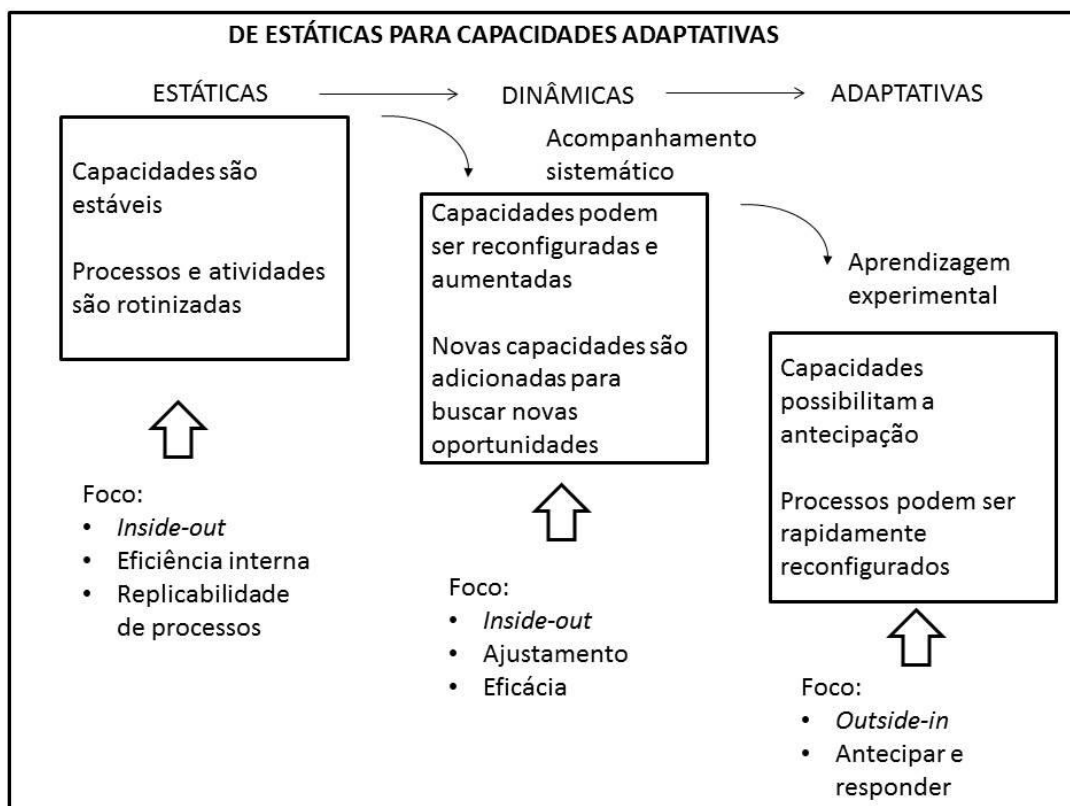 DE ESTÁTICAS PARA CAPACIDADES ADAPTATIVAS
ESTÁTICAS
DINÂMICAS
ADAPTATIVAS
Capacidades são
estáveis
Processos e atividades
são rotinizadas
Foco:
• Inside-out
• Eficiência interna
• Replicabilidade
de processos
Acompanhamento
sistemático
Capacidades podem
ser reconfiguradas e
aumentadas
Novas capacidades são
adicionadas para
buscar novas
oportunidades
Foco:
• Inside-out
• Ajustamento
• Eficácia
Aprendizagem
experimental
Capacidades
possibilitam a
antecipação
Processos podem ser
rapidamente
reconfigurados
Foco:
• Outside-in
• Antecipar e
responder